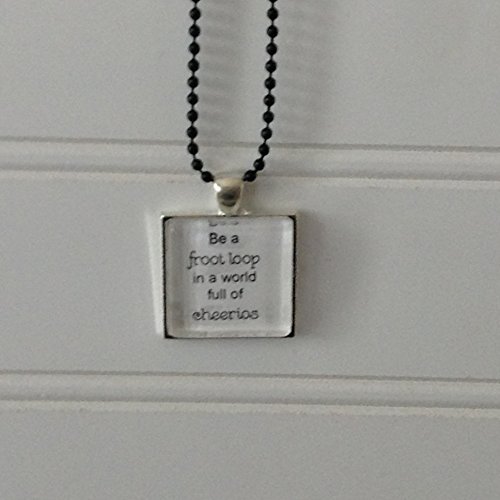 Be a
froot loop
in a world
full of
cheerios